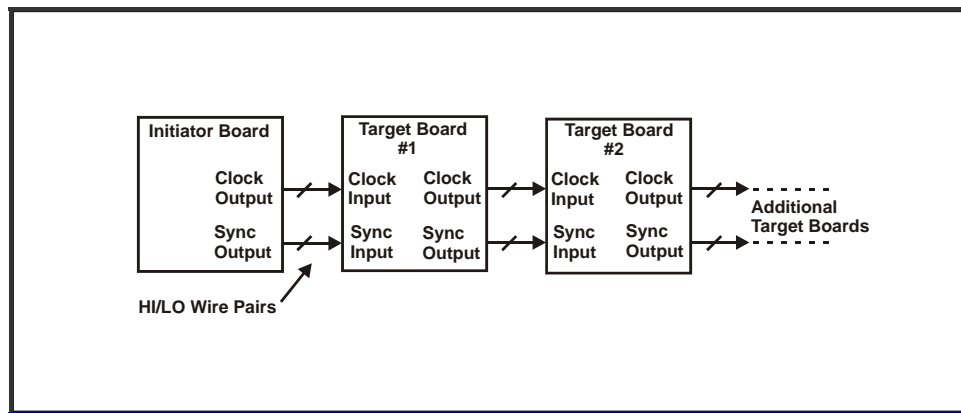 Initiator Board
Clock
Output
Sync
Output
Target Board
#1
Clock
Input
Clock
Output
Sync
Input
Sync
Output
Target Board
#2
Clock
Input
Clock
Output
Sync
Input
Sync
Output
Additional
Target Boards
HI/LO Wire Pairs